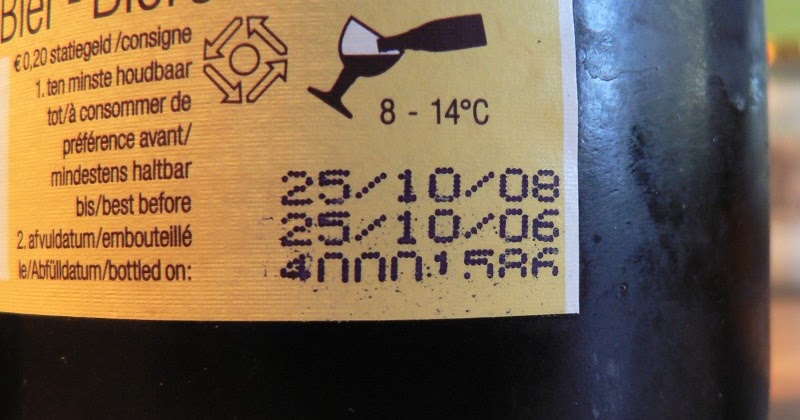 Bier - Bière
€ 0,20 statiegeld/consigne
1. ten minste houdbaar
tot/à consommer de
préférence avant/
mindestens haltbar
bis/best before
2. afvuldatum/embouteillé
le/Abfülldatum/bottled on:
8 - 14°C
25/10/08
25/10/06